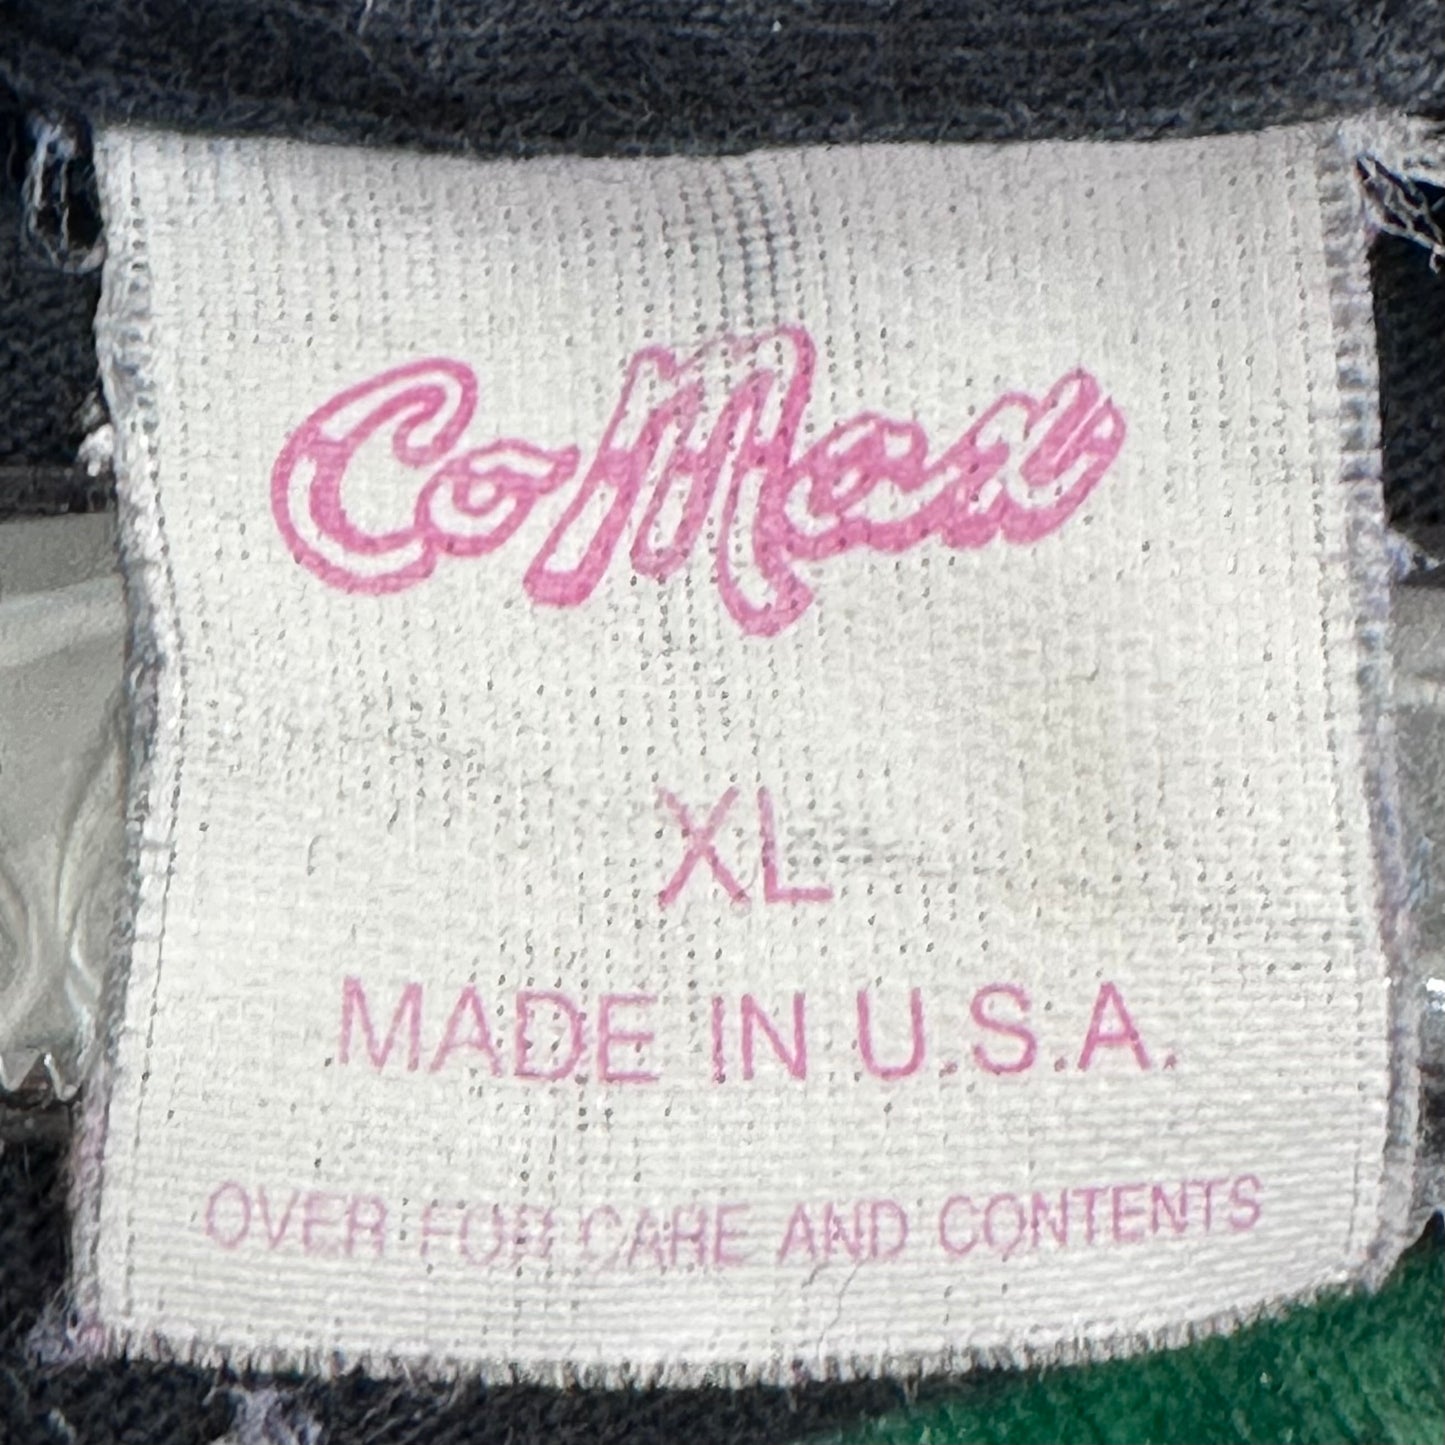 CoMax
XL
MADE IN U.S.A.
OVER FOR CARE AND CONTENTS